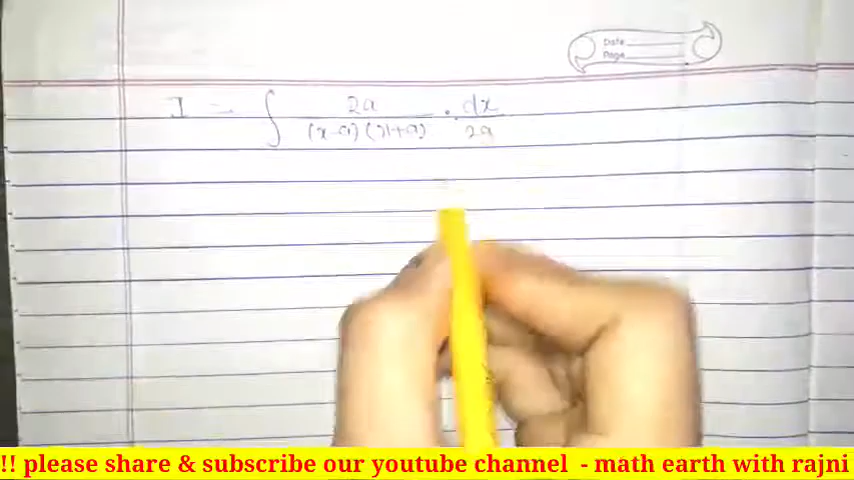 Date
Page
I = ∫ 2a / (x-a)(x+a) . dx / 2a
!! please share & subscribe our youtube channel - math earth with rajni